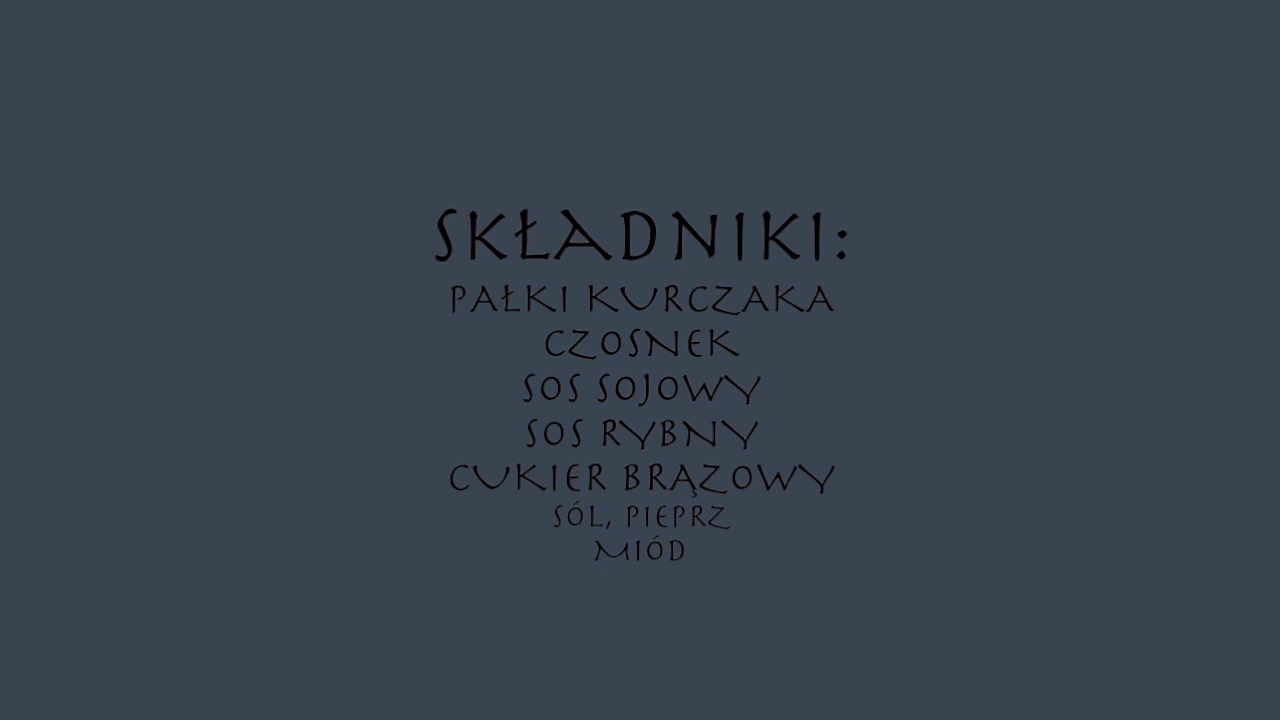 SKŁADNIKI:
PAŁKI KURCZAKA
CZOSNEK
SOS SOJOWY
SOS RYBNY
CUKIER BRĄZOWY
SÓL, PIEPRZ
MIÓD